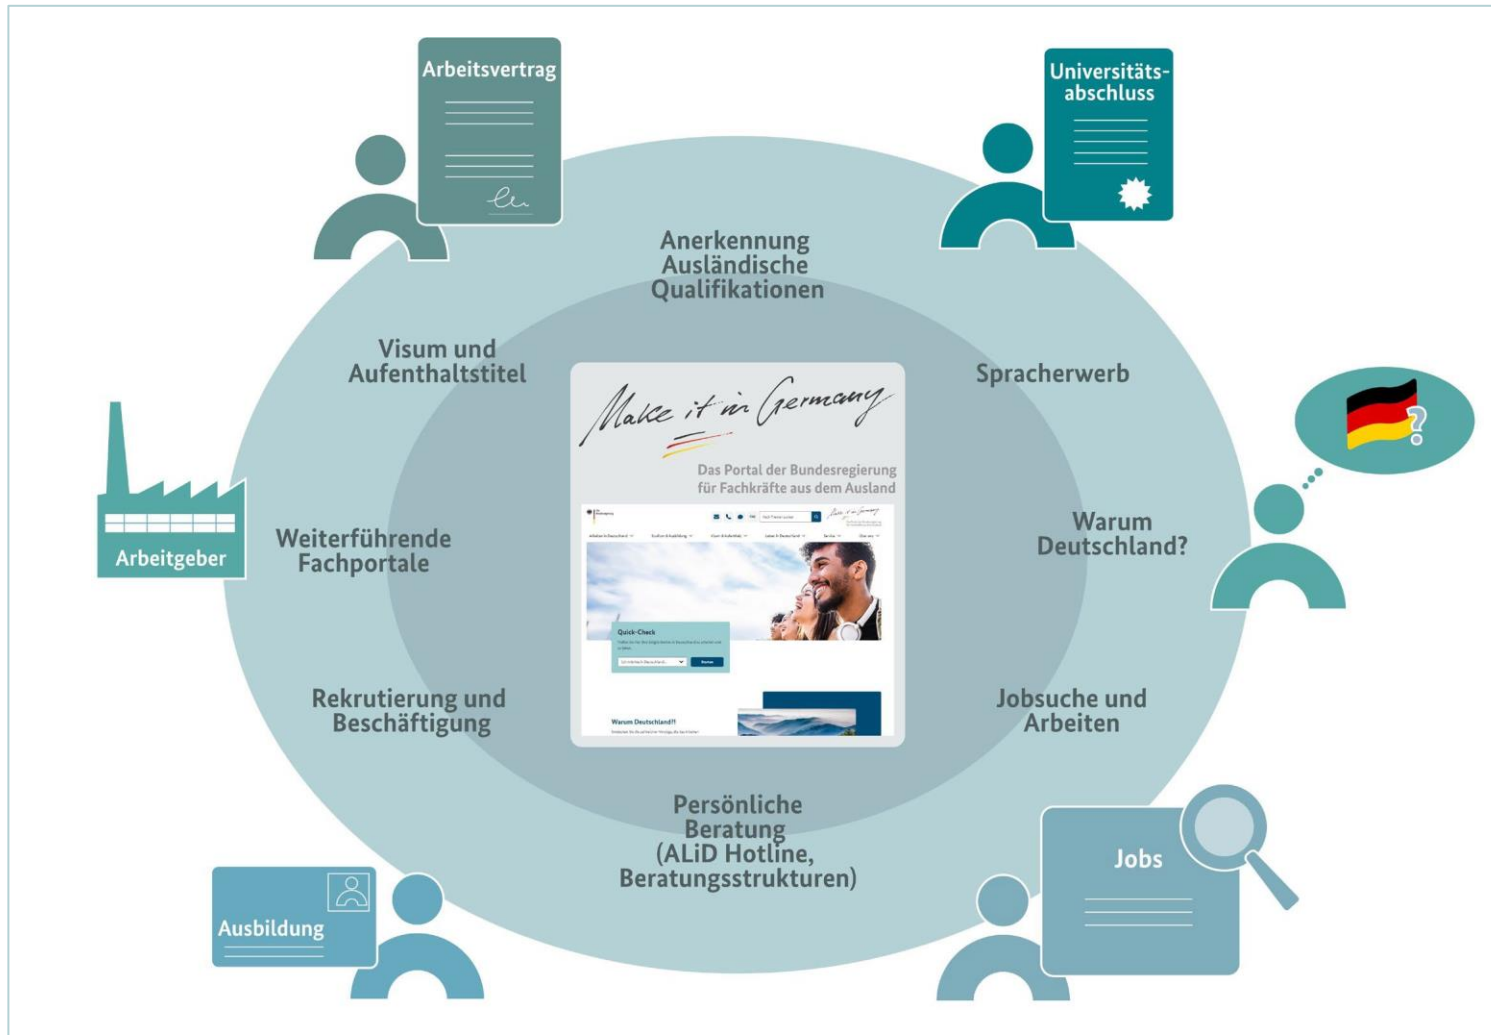 Arbeitsvertrag
Universitäts-
abschluss
Anerkennung
Ausländische
Qualifikationen
Visum und
Aufenthaltstitel
Spracherwerb
Make it in Germany
Das Portal der Bundesregierung
für Fachkräfte aus dem Ausland
?
Arbeitgeber
Weiterführende
Fachportale
Warum
Deutschland?
Quick-Check
Rekrutierung und
Beschäftigung
Jobsuche und
Arbeiten
Warum Deutschland?!
Persönliche
Beratung
(ALiD Hotline,
Beratungsstrukturen)
Jobs
Ausbildung